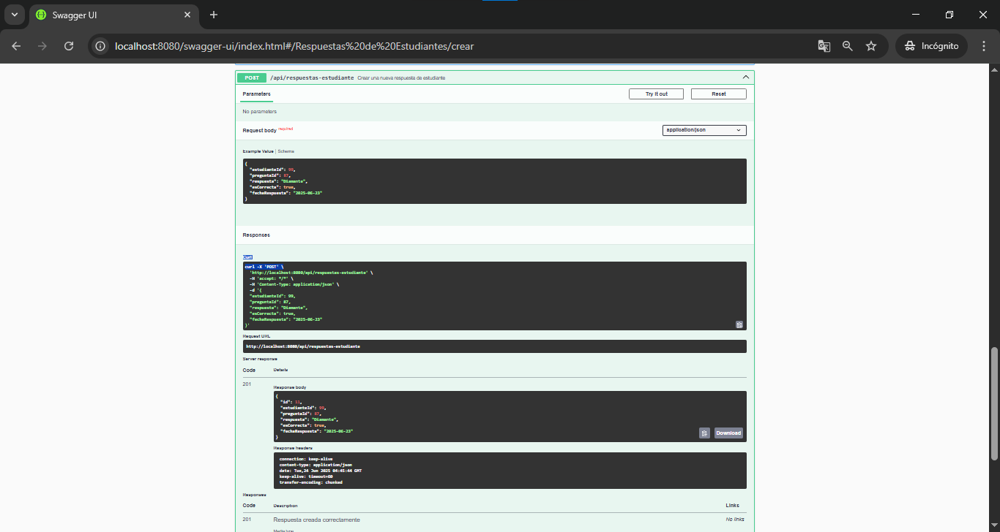 Swagger UI
localhost:8080/swagger-ui/index.html#/Respuestas%20de%20Estudiantes/crear
Incógnito
POST /api/respuestas-estudiante Crear una nueva respuesta de estudiante
Parameters
Try it out
Reset
No parameters
Request body required
application/json
Example Value | Schema
{
"estudianteId": 99,
"preguntaId": 87,
"respuesta": "Diamante",
"esCorrecta": true,
"fechaRespuesta": "2025-06-23"
}
Responses
Curl
curl -X 'POST' \
'http://localhost:8080/api/respuestas-estudiante' \
-H 'accept: */*' \
-H 'Content-Type: application/json' \
-d '{
"estudianteId": 99,
"preguntaId": 87,
"respuesta": "Diamante",
"esCorrecta": true,
"fechaRespuesta": "2025-06-23"
}'
Request URL
http://localhost:8080/api/respuestas-estudiante
Server response
Code Details
201
Response body
{
"id": 11,
"estudianteId": 99,
"preguntaId": 87,
"respuesta": "Diamante",
"esCorrecta": true,
"fechaRespuesta": "2025-06-23"
}
Download
Response headers
connection: keep-alive
content-type: application/json
date: Tue,24 Jun 2025 04:45:44 GMT
keep-alive: timeout=60
transfer-encoding: chunked
Responses
Code Description Links
201 Respuesta creada correctamente No links
Media type